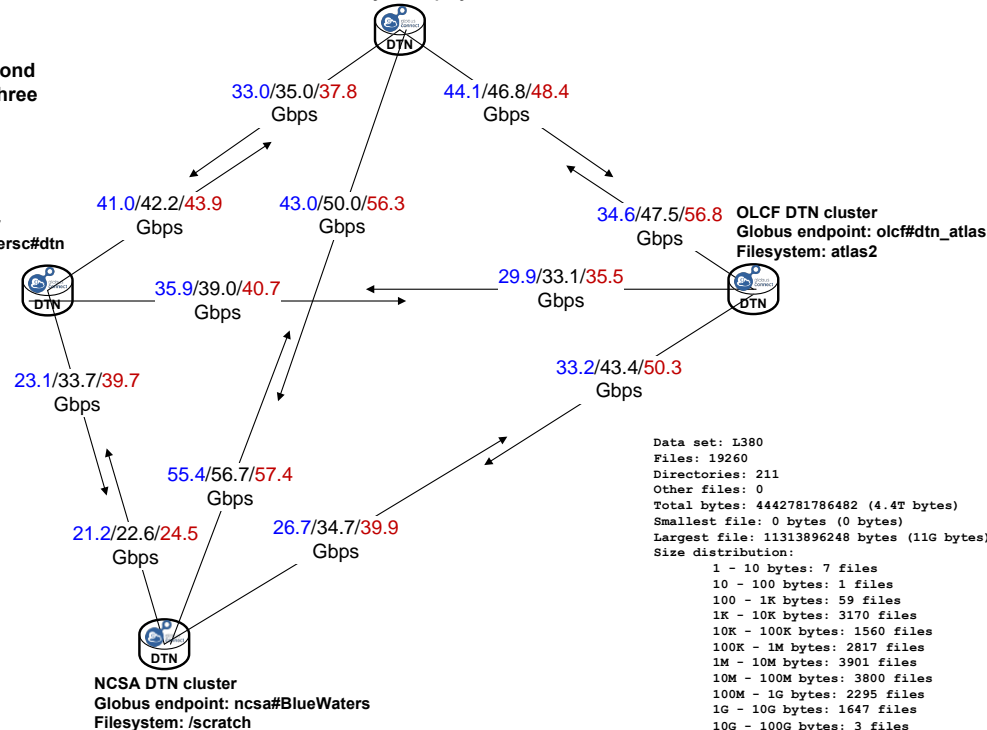 DTN
33.0/35.0/37.8
Gbps
44.1/46.8/48.4
Gbps
41.0/42.2/43.9
Gbps
43.0/50.0/56.3
Gbps
34.6/47.5/56.8
Gbps
OLCF DTN cluster
Globus endpoint: olcf#dtn_atlas
Filesystem: atlas2
ersc#dtn
DTN
35.9/39.0/40.7
Gbps
29.9/33.1/35.5
Gbps
DTN
23.1/33.7/39.7
Gbps
33.2/43.4/50.3
Gbps
55.4/56.7/57.4
Gbps
21.2/22.6/24.5
Gbps
26.7/34.7/39.9
Gbps
DTN
NCSA DTN cluster
Globus endpoint: ncsa#BlueWaters
Filesystem: /scratch
Data set: L380
Files: 19260
Directories: 211
Other files: 0
Total bytes: 4442781786482 (4.4T bytes)
Smallest file: 0 bytes (0 bytes)
Largest file: 11313896248 bytes (11G bytes)
Size distribution:
1 - 10 bytes: 7 files
10 - 100 bytes: 1 files
100 - 1K bytes: 59 files
1K - 10K bytes: 3170 files
10K - 100K bytes: 1560 files
100K - 1M bytes: 2817 files
1M - 10M bytes: 3901 files
10M - 100M bytes: 3800 files
100M - 1G bytes: 2295 files
1G - 10G bytes: 1647 files
10G - 100G bytes: 3 files